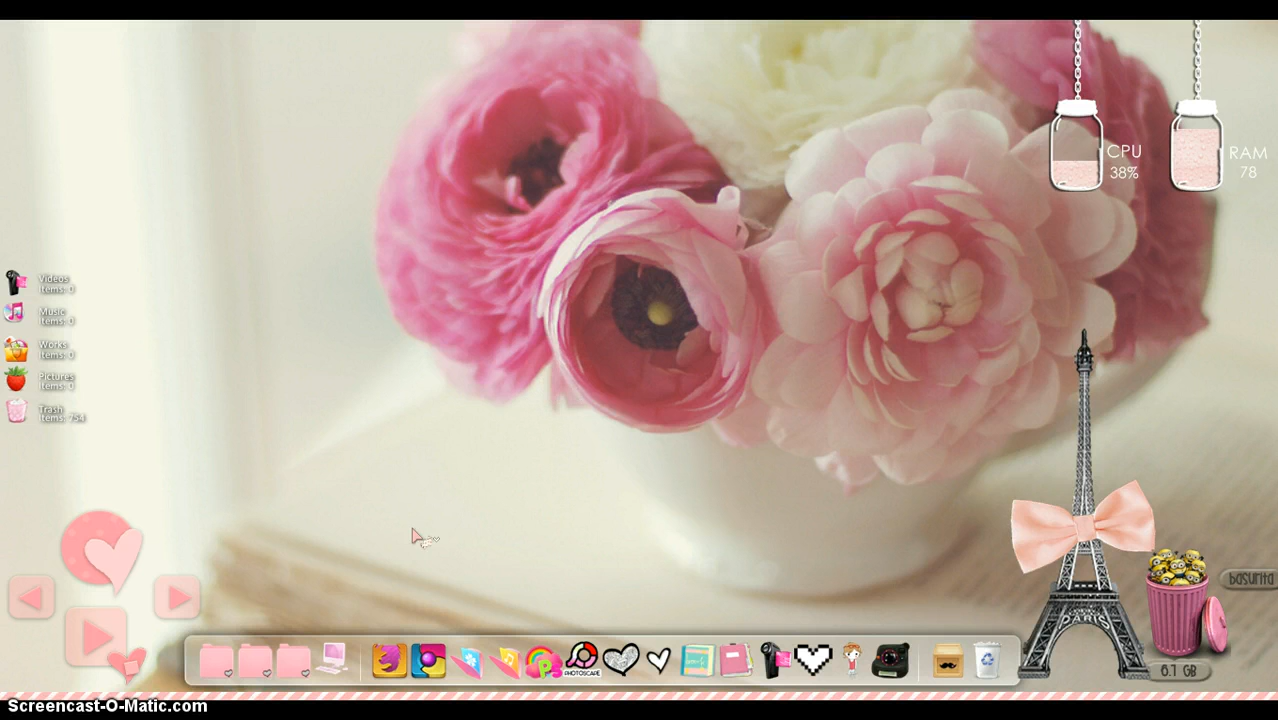 CPU
38%
RAM
78
Videos
Items: 0
Music
Items: 0
Works
Items: 0
Pictures
Items: 0
Trash
Items: 754
PARIS
basurita
6.1 GB
PHOTOSCAPE
Screencast-O-Matic.com